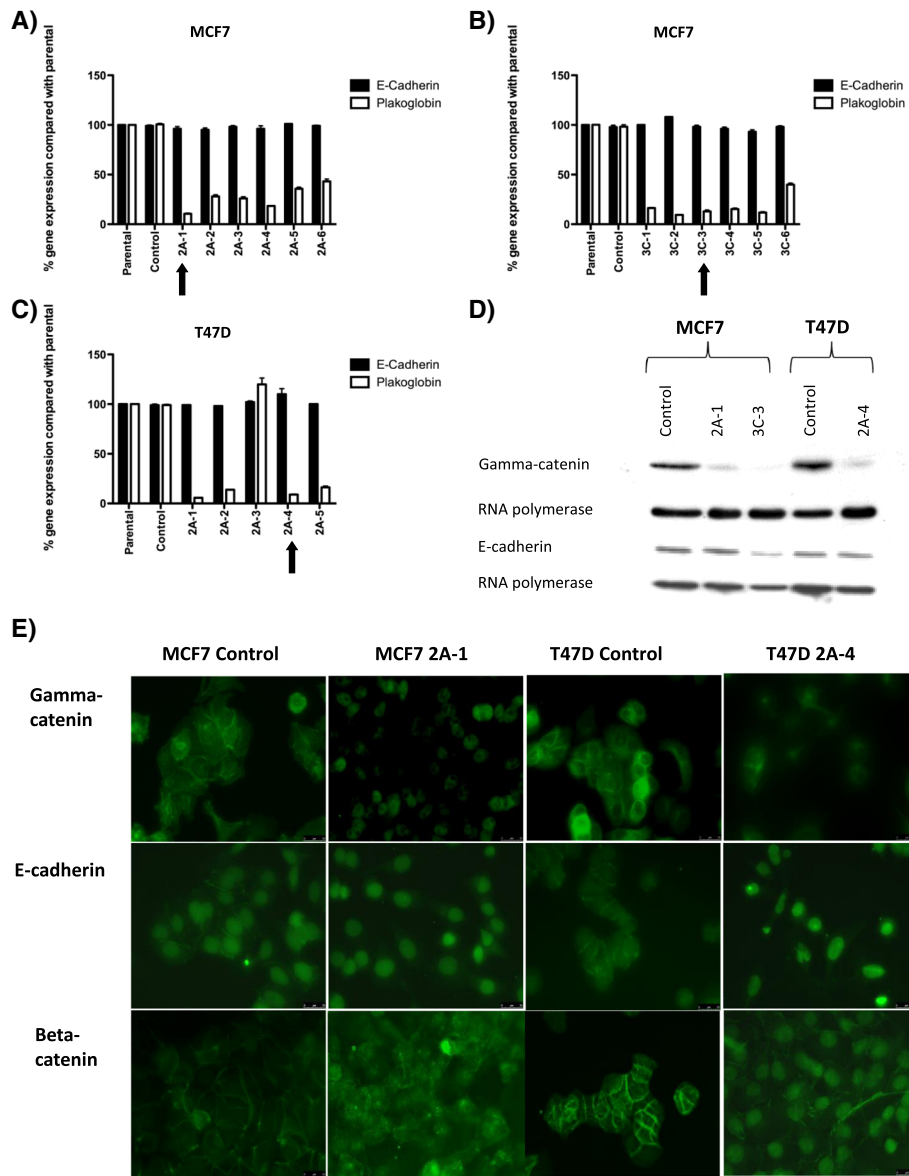 A)
MCF7
% gene expression compared with parental
150
100
50
0
E-Cadherin
Plakoglobin
Parental
Control
2A-1
2A-2
2A-3
2A-4
2A-5
2A-6
B)
MCF7
% gene expression compared with parental
150
100
50
0
E-Cadherin
Plakoglobin
Parental
Control
3C-1
3C-2
3C-3
3C-4
3C-5
3C-6
C)
T47D
% gene expression compared with parental
150
100
50
0
E-Cadherin
Plakoglobin
Parental
Control
2A-1
2A-2
2A-3
2A-4
2A-5
D)
MCF7
T47D
Control
2A-1
3C-3
Control
2A-4
Gamma-catenin
RNA polymerase
E-cadherin
RNA polymerase
E)
MCF7 Control
MCF7 2A-1
T47D Control
T47D 2A-4
Gamma-
catenin
E-cadherin
Beta-
catenin